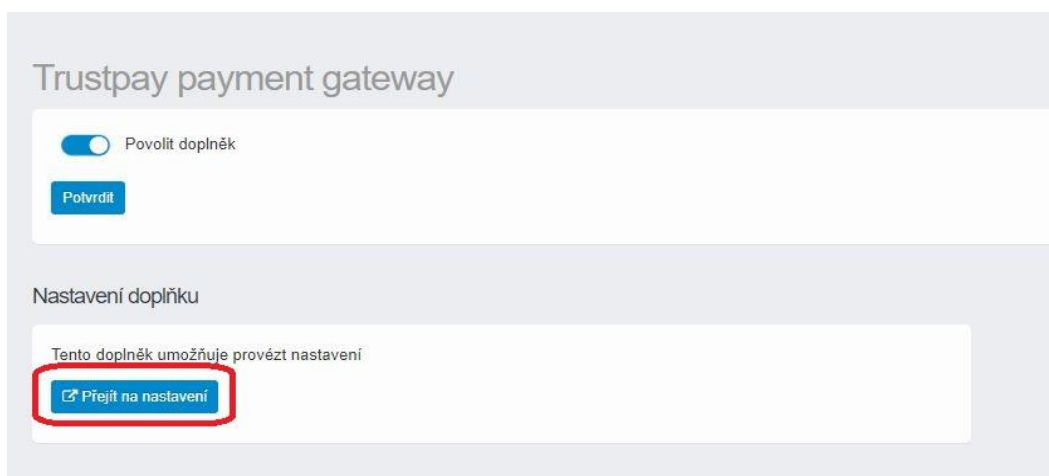 Trustpay payment gateway
Povolit doplněk
Potvrdit
Nastavení doplňku
Tento doplněk umožňuje provézt nastavení
Přejít na nastavení